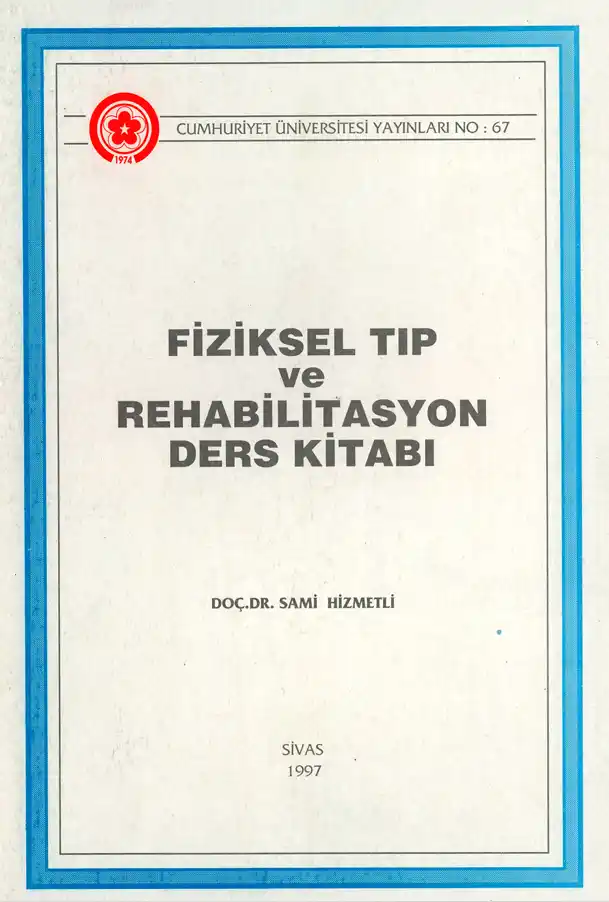 CUMHURİYET ÜNİVERSİTESİ YAYINLARI NO : 67
1974
FİZİKSEL TIP
ve
REHABİLİTASYON
DERS KİTABI
DOÇ.DR. SAMİ HİZMETLİ
SİVAS
1997